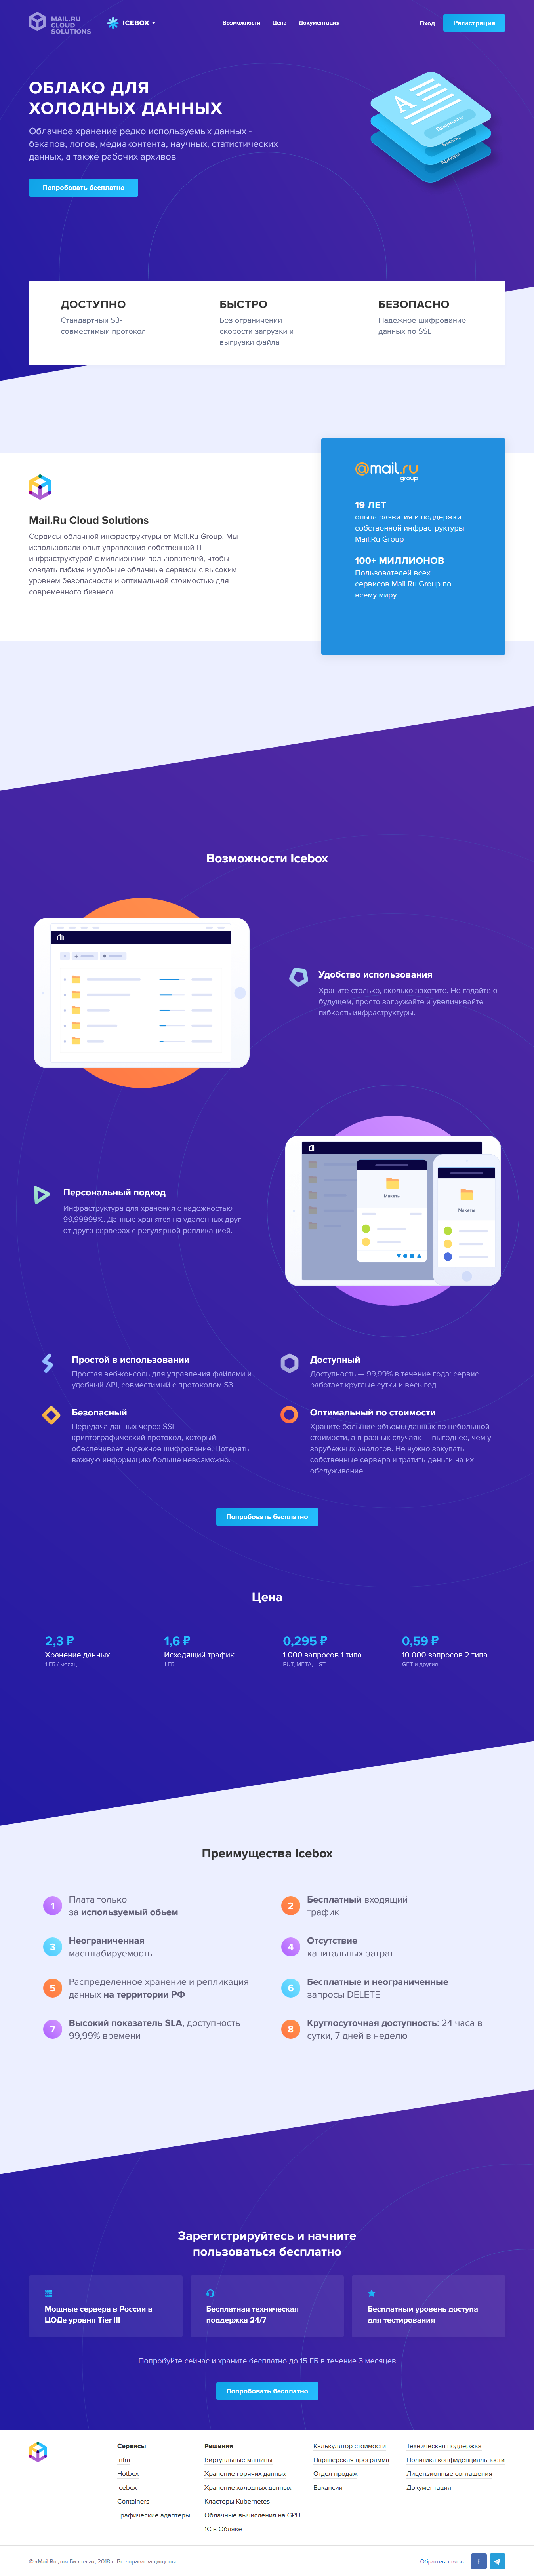 MAIL.RU
CLOUD
SOLUTIONS
ICEBOX
Возможности
Цена
Документация
Вход
Регистрация
ОБЛАКО ДЛЯ
ХОЛОДНЫХ ДАННЫХ
Облачное хранение редко используемых данных -
бэкапов, логов, медиаконтента, научных, статистических
данных, а также рабочих архивов
Попробовать бесплатно
A
Документы
Бэкапы
Архивы
ДОСТУПНО
Стандартный S3-
совместимый протокол
БЫСТРО
Без ограничений
скорости загрузки и
выгрузки файла
БЕЗОПАСНО
Надежное шифрование
данных по SSL
Mail.Ru Cloud Solutions
Сервисы облачной инфраструктуры от Mail.Ru Group. Мы
использовали опыт управления собственной IT-
инфраструктурой с миллионами пользователей, чтобы
создать гибкие и удобные облачные сервисы с высоким
уровнем безопасности и оптимальной стоимостью для
современного бизнеса.
@mail.ru
group
19 ЛЕТ
опыта развития и поддержки
собственной инфраструктуры
Mail.Ru Group
100+ МИЛЛИОНОВ
Пользователей всех
сервисов Mail.Ru Group по
всему миру
Возможности Icebox
Удобство использования
Храните столько, сколько захотите. Не гадайте о
будущем, просто загружайте и увеличивайте
гибкость инфраструктуры.
Персональный подход
Инфраструктура для хранения с надежностью
99,99999%. Данные хранятся на удаленных друг
от друга серверах с регулярной репликацией.
Макеты
Макеты
Простой в использовании
Простая веб-консоль для управления файлами и
удобный API, совместимый с протоколом S3.
Доступный
Доступность — 99,99% в течение года: сервис
работает круглые сутки и весь год.
Безопасный
Передача данных через SSL —
криптографический протокол, который
обеспечивает надежное шифрование. Потерять
важную информацию больше невозможно.
Оптимальный по стоимости
Храните большие объемы данных по небольшой
стоимости, а в разных случаях — выгоднее, чем у
зарубежных аналогов. Не нужно закупать
собственные сервера и тратить деньги на их
обслуживание.
Попробовать бесплатно
Цена
2,3 ₽
Хранение данных
1 ГБ / месяц
1,6 ₽
Исходящий трафик
1 ГБ
0,295 ₽
1 000 запросов 1 типа
PUT, META, LIST
0,59 ₽
10 000 запросов 2 типа
GET и другие
Преимущества Icebox
1
Плата только
за используемый обьем
2
Бесплатный входящий
трафик
3
Неограниченная
масштабируемость
4
Отсутствие
капитальных затрат
5
Распределенное хранение и репликация
данных на территории РФ
6
Бесплатные и неограниченные
запросы DELETE
7
Высокий показатель SLA, доступность
99,99% времени
8
Круглосуточная доступность: 24 часа в
сутки, 7 дней в неделю
Зарегистрируйтесь и начните
пользоваться бесплатно
Мощные сервера в России в
ЦОДе уровня Tier III
Бесплатная техническая
поддержка 24/7
Бесплатный уровень доступа
для тестирования
Попробуйте сейчас и храните бесплатно до 15 ГБ в течение 3 месяцев
Попробовать бесплатно
Сервисы
Infra
Hotbox
Icebox
Containers
Графические адаптеры
Решения
Виртуальные машины
Хранение горячих данных
Хранение холодных данных
Кластеры Kubernetes
Облачные вычисления на GPU
1С в Облаке
Калькулятор стоимости
Партнерская программа
Отдел продаж
Вакансии
Техническая поддержка
Политика конфиденциальности
Лицензионные соглашения
Документация
© «Mail.Ru для Бизнеса», 2018 г. Все права защищены.
Обратная связь
f